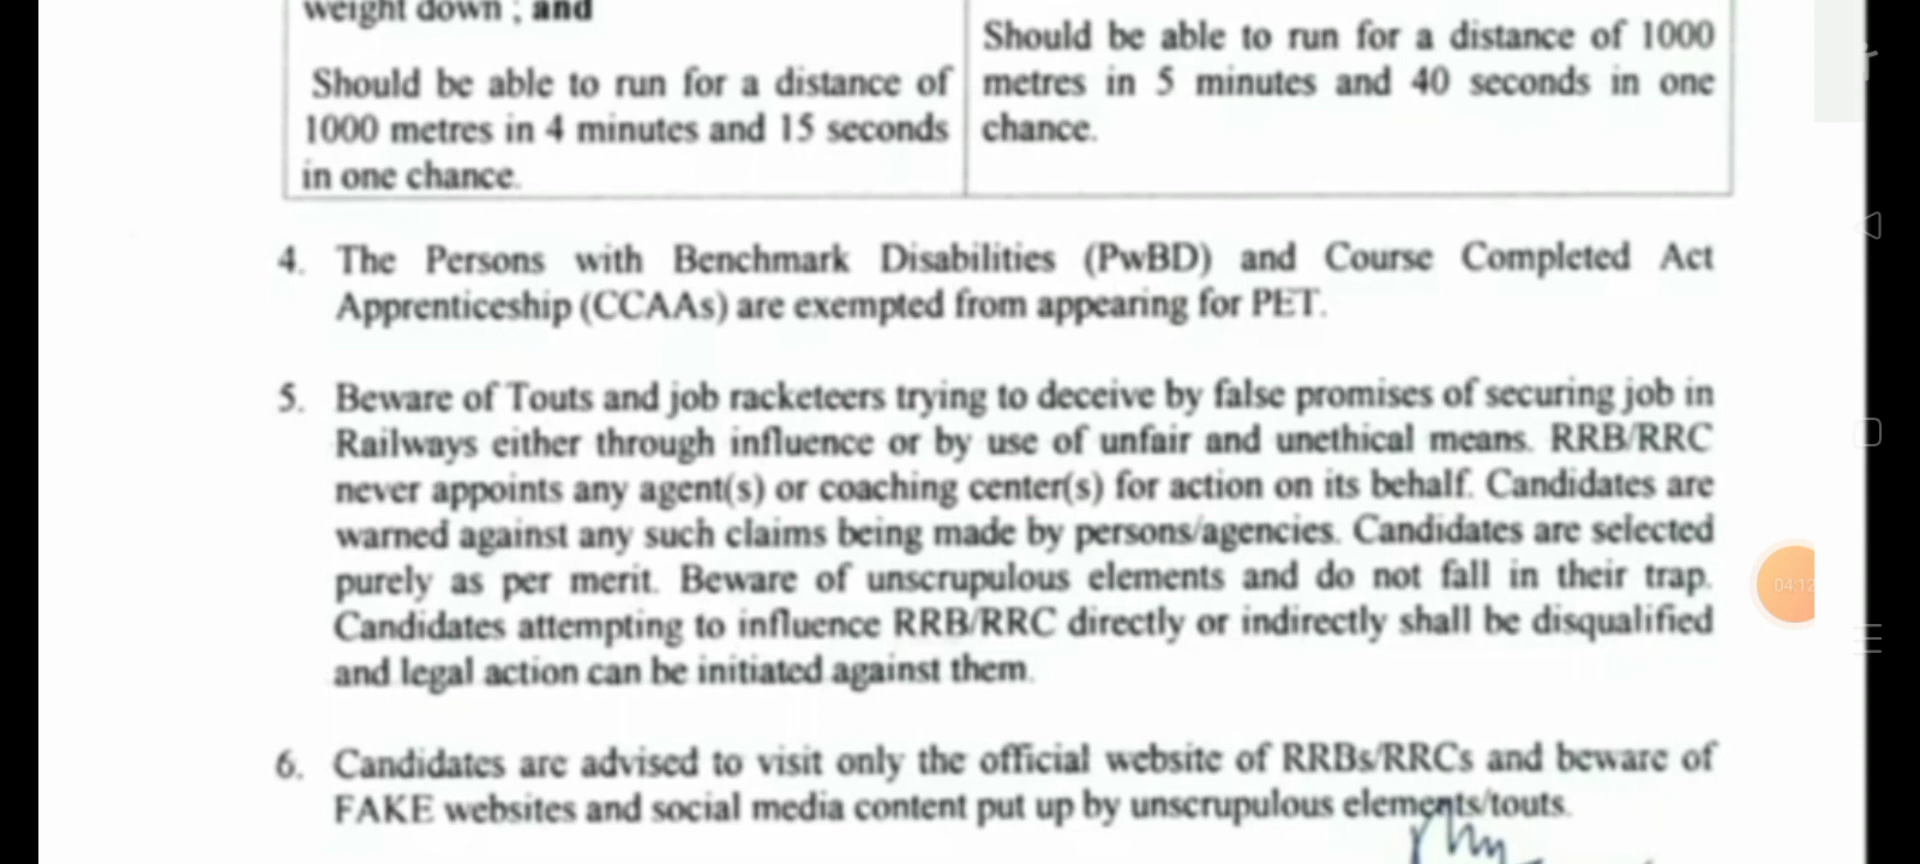 weight down ; and
Should be able to run for a distance of
1000 metres in 4 minutes and 15 seconds
in one chance.
Should be able to run for a distance of 1000
metres in 5 minutes and 40 seconds in one
chance.
4. The Persons with Benchmark Disabilities (PwBD) and Course Completed Act
Apprenticeship (CCAAs) are exempted from appearing for PET.
5. Beware of Touts and job racketeers trying to deceive by false promises of securing job in
Railways either through influence or by use of unfair and unethical means. RRB/RRC
never appoints any agent(s) or coaching center(s) for action on its behalf. Candidates are
warned against any such claims being made by persons/agencies. Candidates are selected
purely as per merit. Beware of unscrupulous elements and do not fall in their trap.
Candidates attempting to influence RRB/RRC directly or indirectly shall be disqualified
and legal action can be initiated against them.
6. Candidates are advised to visit only the official website of RRBs/RRCs and beware of
FAKE websites and social media content put up by unscrupulous elements/touts.
04:12